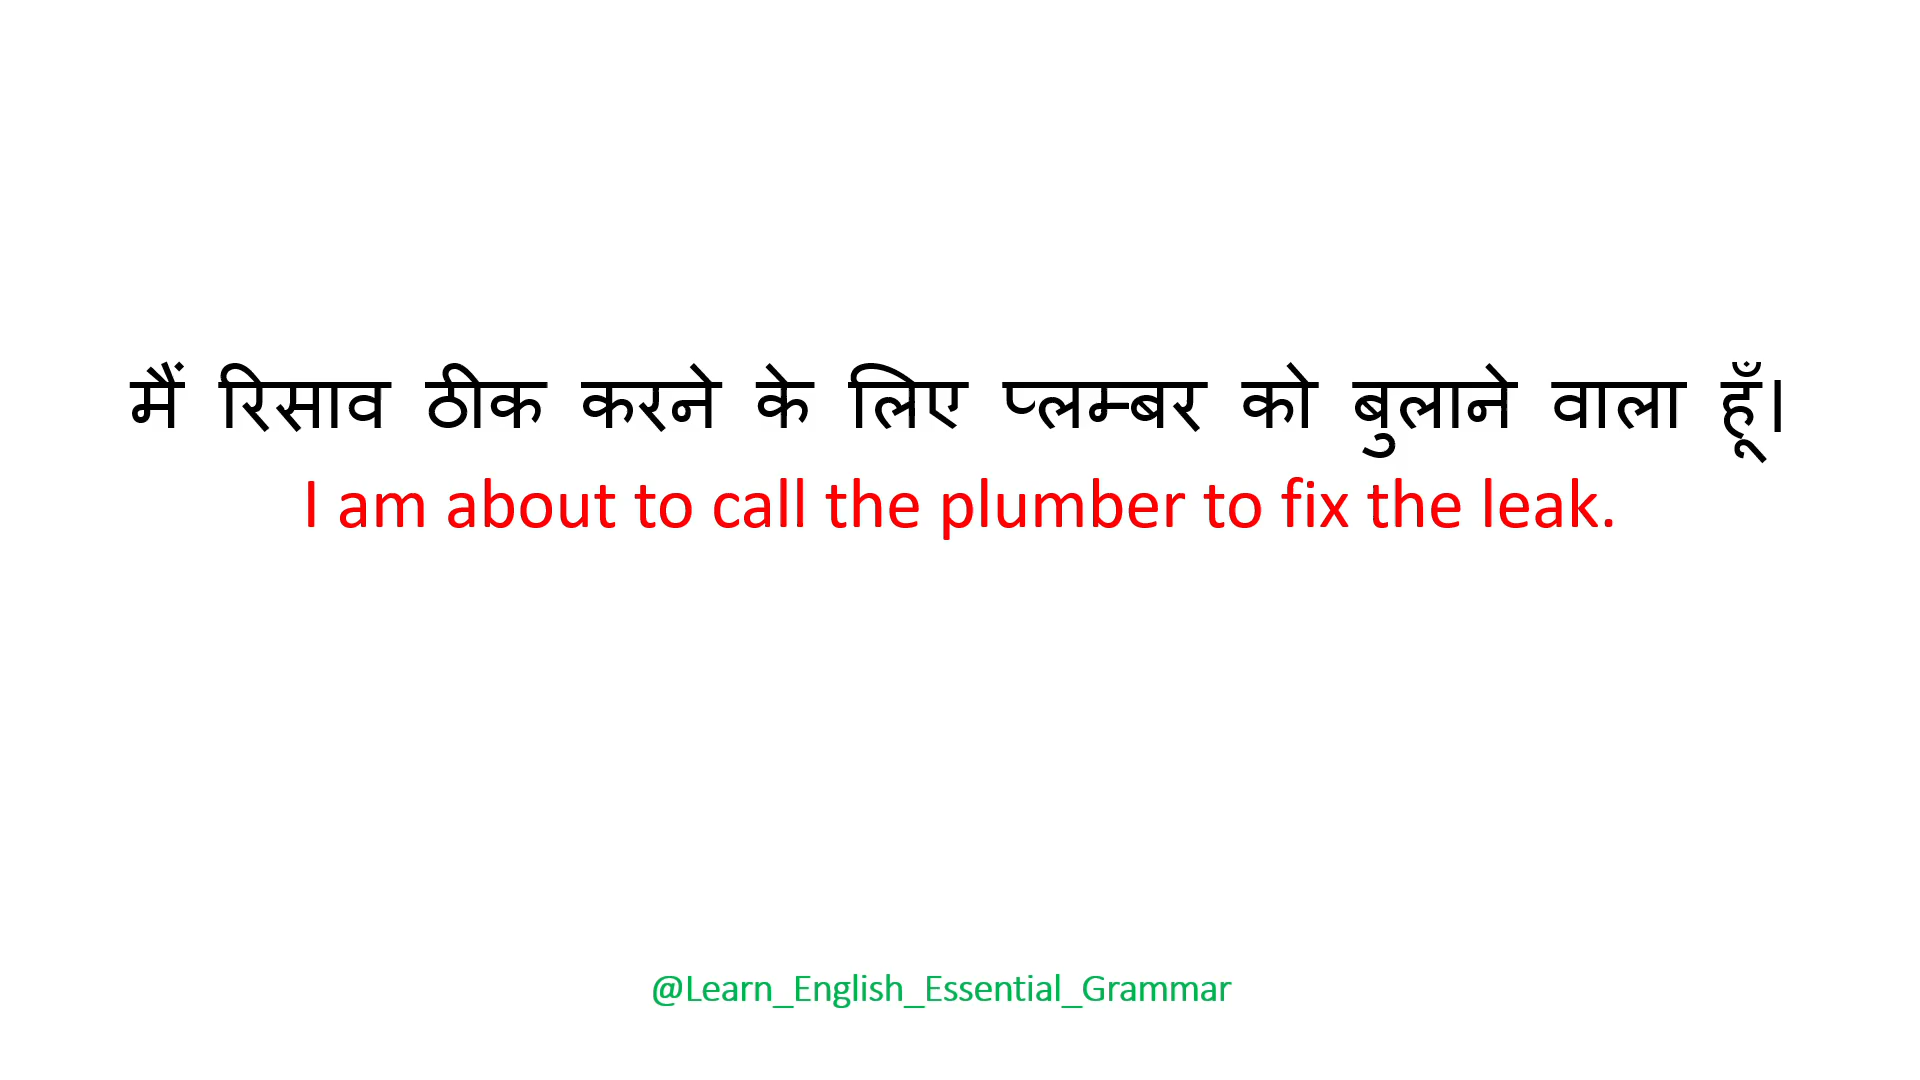 मैं रिसाव ठीक करने के लिए प्लम्बर को बुलाने वाला हूँ।
I am about to call the plumber to fix the leak.
@Learn_English_Essential_Grammar